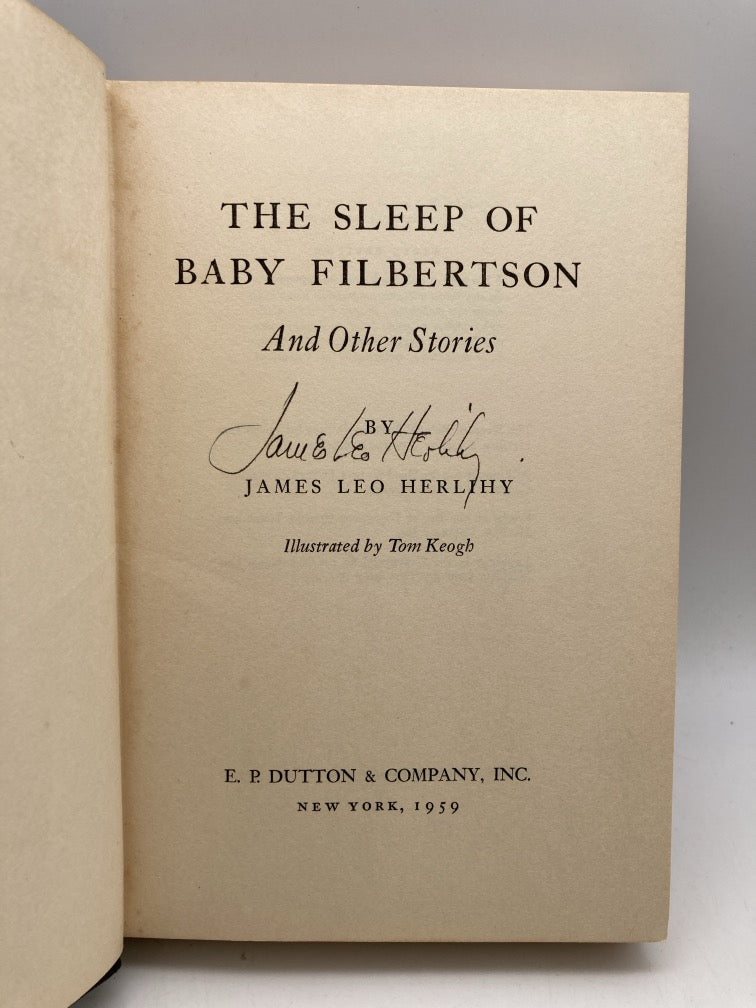 THE SLEEP OF
BABY FILBERTSON
And Other Stories
BY
James Leo Herlihy
JAMES LEO HERLIHY
Illustrated by Tom Keogh
E. P. DUTTON & COMPANY, INC.
NEW YORK, 1959